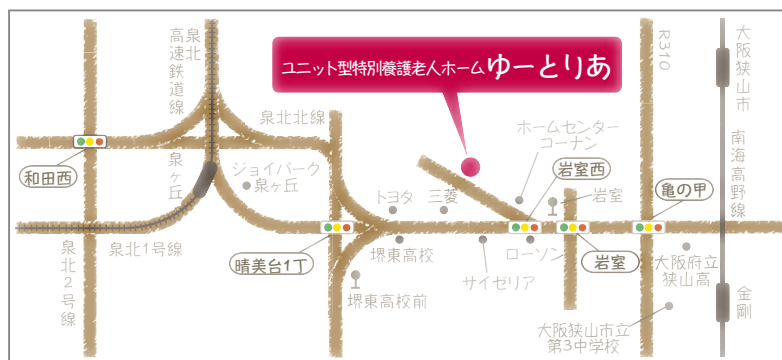 泉北
高速鉄道線
泉北北線
ユニット型特別養護老人ホームゆーとりあ
R310
大阪狭山市
南海高野線
和田西
泉ヶ丘
ジョイパーク
泉ヶ丘
トヨタ
三菱
ホームセンター
コーナン
岩室西
岩室
亀の甲
泉北1号線
泉北2号線
晴美台1丁
堺東高校
サイゼリア
ローソン
岩室
大阪府立
狭山高
堺東高校前
大阪狭山市立
第3中学校
金剛